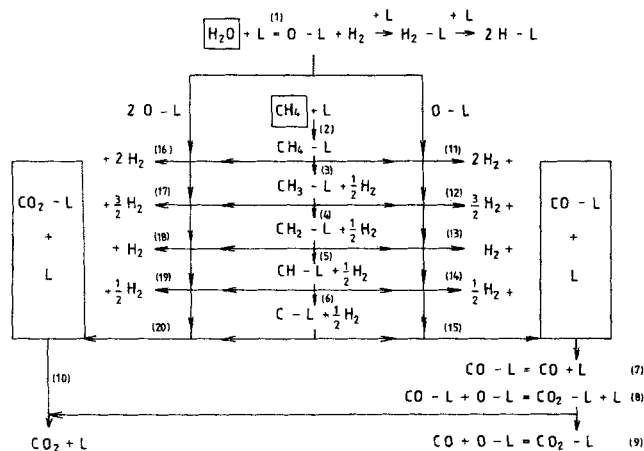 H₂O + L = O – L + H₂ → H₂ – L → 2 H – L
(1) + L + L
2 O – L CH₄ + L O – L
(2)
+ 2 H₂ (16) CH₄ – L (11) 2 H₂ +
(3)
+ 3/2 H₂ (17) CH₃ – L + 1/2 H₂ (12) 3/2 H₂ +
CO₂ – L + L
CO – L + L
(4)
+ H₂ (18) CH₂ – L + 1/2 H₂ (13) H₂ +
(5)
+ 1/2 H₂ (19) CH – L + 1/2 H₂ (14) 1/2 H₂ +
(6)
C – L + 1/2 H₂
(20) (15)
(10) CO – L = CO + L (7)
CO – L + O – L = CO₂ – L + L (8)
CO₂ + L CO + O – L = CO₂ – L (9)